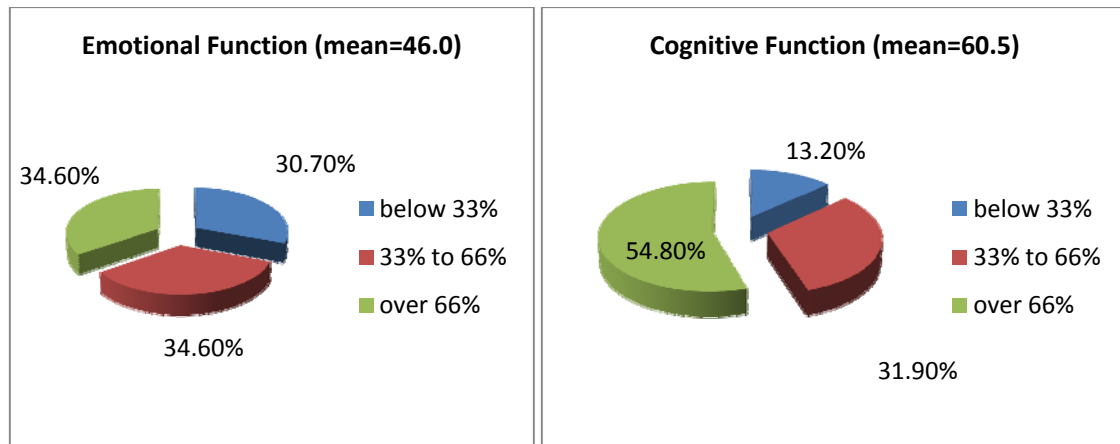 Emotional Function (mean=46.0)
34.60%
30.70%
34.60%
below 33%
33% to 66%
over 66%
Cognitive Function (mean=60.5)
13.20%
54.80%
31.90%
below 33%
33% to 66%
over 66%